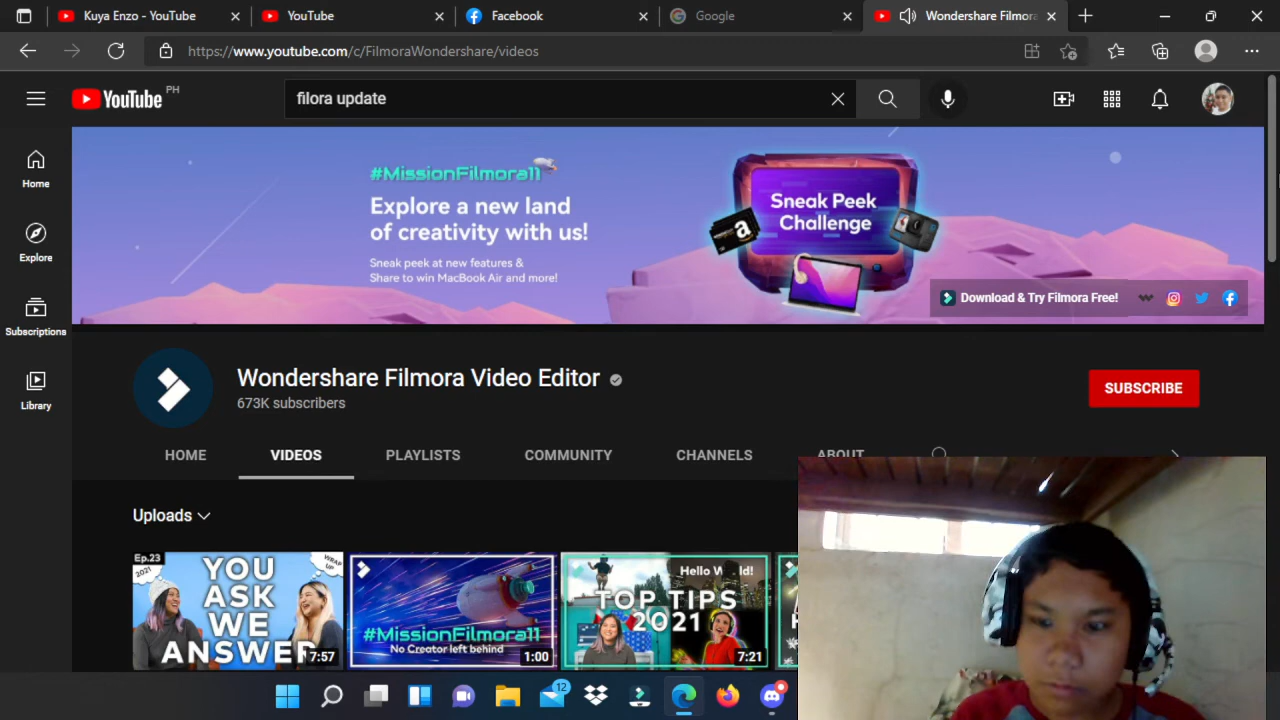 Kuya Enzo - YouTube
YouTube
Facebook
Google
Wondershare Filmora
https://www.youtube.com/c/FilmoraWondershare/videos
YouTube PH
filora update
Home
Explore
Subscriptions
Library
#MissionFilmora11
Explore a new land
of creativity with us!
Sneak peek at new features &
Share to win MacBook Air and more!
Sneak Peek
Challenge
a
Download & Try Filmora Free!
Wondershare Filmora Video Editor
673K subscribers
SUBSCRIBE
HOME
VIDEOS
PLAYLISTS
COMMUNITY
CHANNELS
ABOUT
Uploads
Ep.23
2021
WRAP
UP
YOU
ASK
WE
ANSWER
7:57
#MissionFilmora11
No Creator left behind
1:00
TOP TIPS
2021
7:21
12